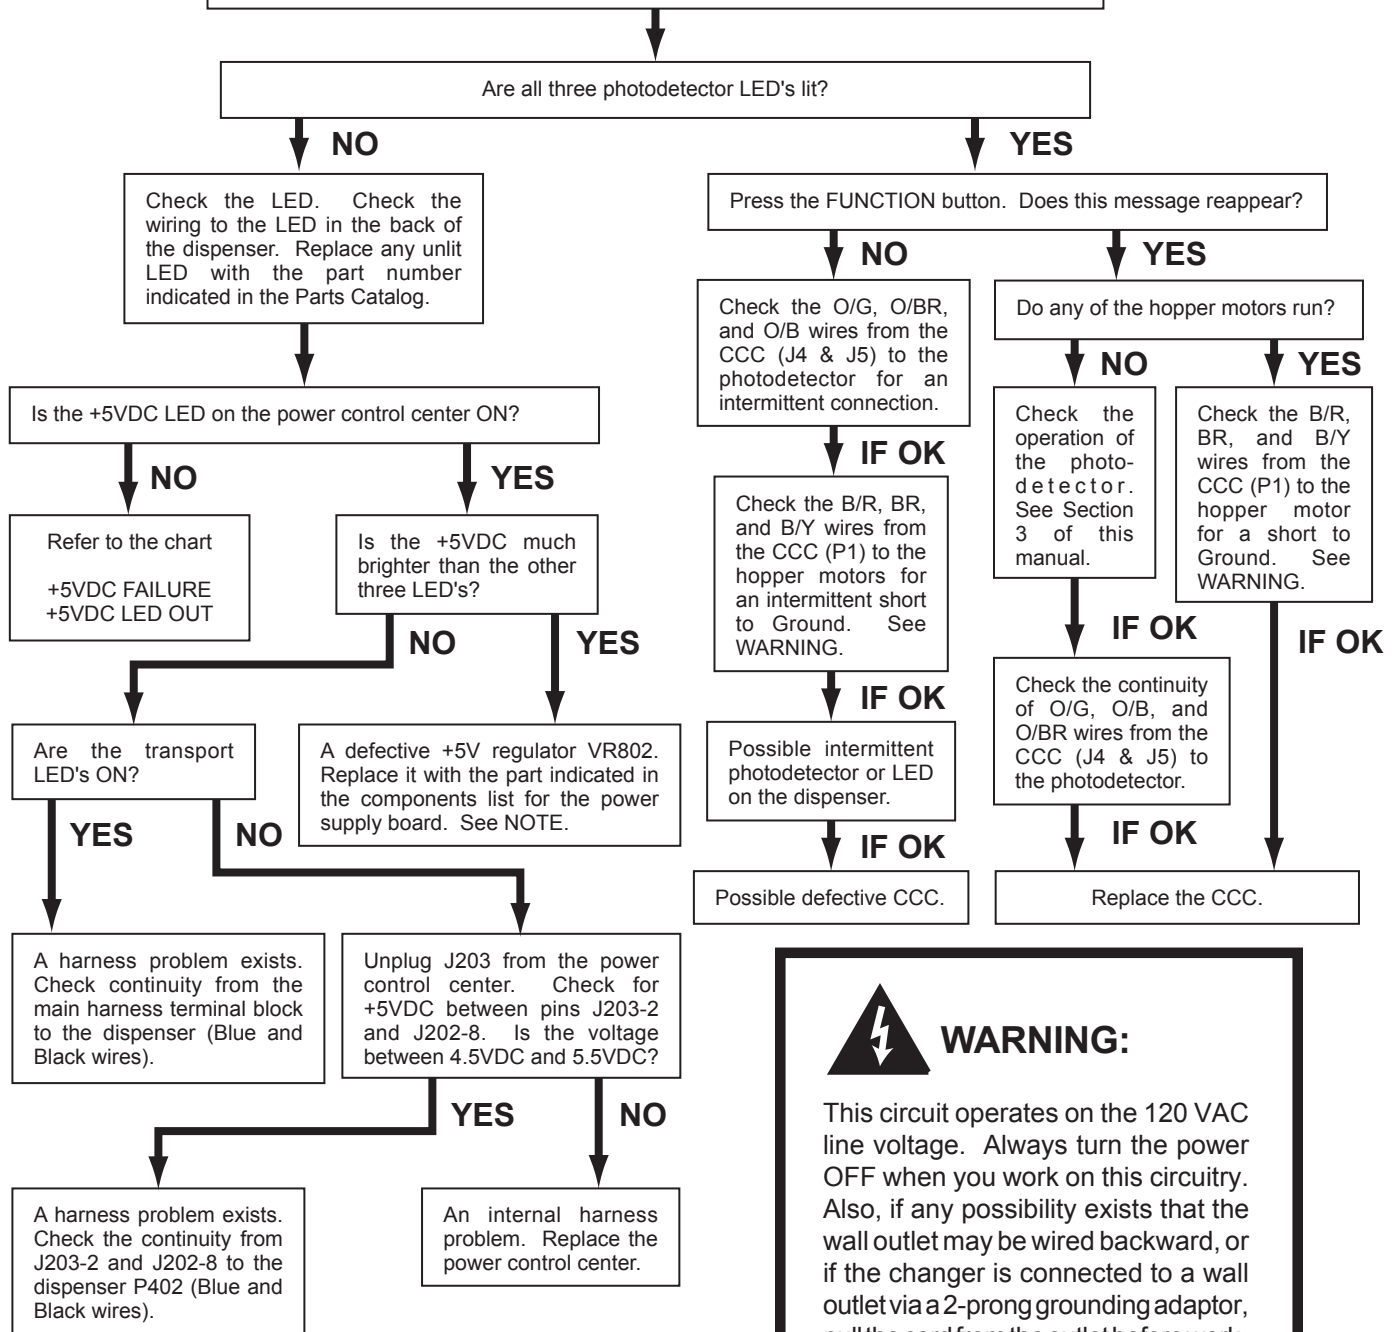 Are all three photodetector LED's lit?
NO
YES
Check the LED. Check the
wiring to the LED in the back of
the dispenser. Replace any unlit
LED with the part number
indicated in the Parts Catalog.
Press the FUNCTION button. Does this message reappear?
NO
YES
Check the O/G, O/BR,
and O/B wires from the
CCC (J4 & J5) to the
photodetector for an
intermittent connection.
Do any of the hopper motors run?
NO
YES
Is the +5VDC LED on the power control center ON?
NO
YES
Check the
operation of
the photo-
detector.
See Section
3 of this
manual.
Check the B/R,
BR, and B/Y
wires from the
CCC (P1) to the
hopper motor
for a short to
Ground. See
WARNING.
IF OK
Check the B/R, BR,
and B/Y wires from
the CCC (P1) to the
hopper motors for
an intermittent short
to Ground. See
WARNING.
Refer to the chart
+5VDC FAILURE
+5VDC LED OUT
Is the +5VDC much
brighter than the other
three LED's?
NO
YES
IF OK
IF OK
IF OK
Check the continuity
of O/G, O/B, and
O/BR wires from the
CCC (J4 & J5) to
the photodetector.
Are the transport
LED's ON?
A defective +5V regulator VR802.
Replace it with the part indicated in
the components list for the power
supply board. See NOTE.
Possible intermittent
photodetector or LED
on the dispenser.
YES
NO
IF OK
IF OK
Possible defective CCC.
Replace the CCC.
A harness problem exists.
Check continuity from the
main harness terminal block
to the dispenser (Blue and
Black wires).
Unplug J203 from the power
control center. Check for
+5VDC between pins J203-2
and J202-8. Is the voltage
between 4.5VDC and 5.5VDC?
YES
NO
A harness problem exists.
Check the continuity from
J203-2 and J202-8 to the
dispenser P402 (Blue and
Black wires).
An internal harness
problem. Replace the
power control center.
WARNING:
This circuit operates on the 120 VAC
line voltage. Always turn the power
OFF when you work on this circuitry.
Also, if any possibility exists that the
wall outlet may be wired backward, or
if the changer is connected to a wall
outlet via a 2-prong grounding adaptor,
pull the cord from the outlet before work-